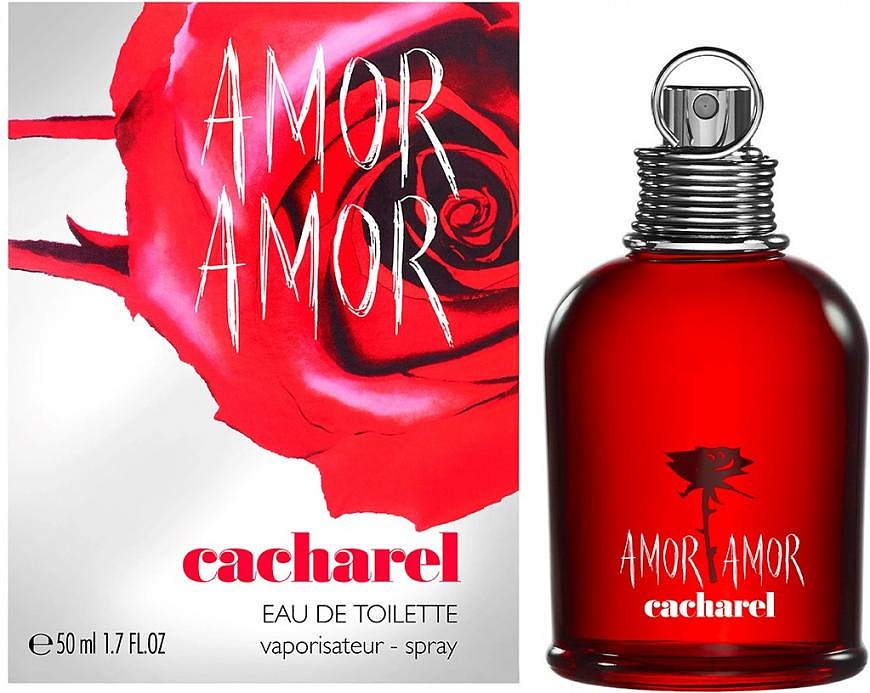 AMOR
AMOR
cacharel
EAU DE TOILETTE
℮50 ml 1.7 FL.OZ
vaporisateur - spray
AMOR AMOR
cacharel